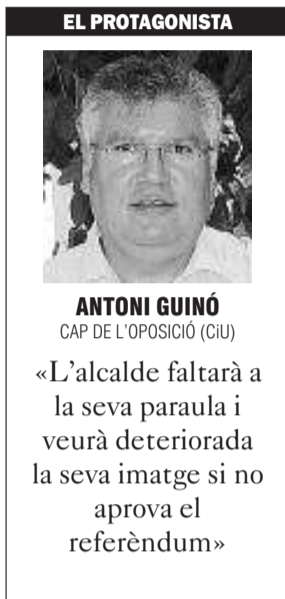 EL PROTAGONISTA
ANTONI GUINÓ
CAP DE L'OPOSICIÓ (CiU)
«L'alcalde faltarà a
la seva paraula i
veurà deteriorada
la seva imatge si no
aprova el
referèndum»